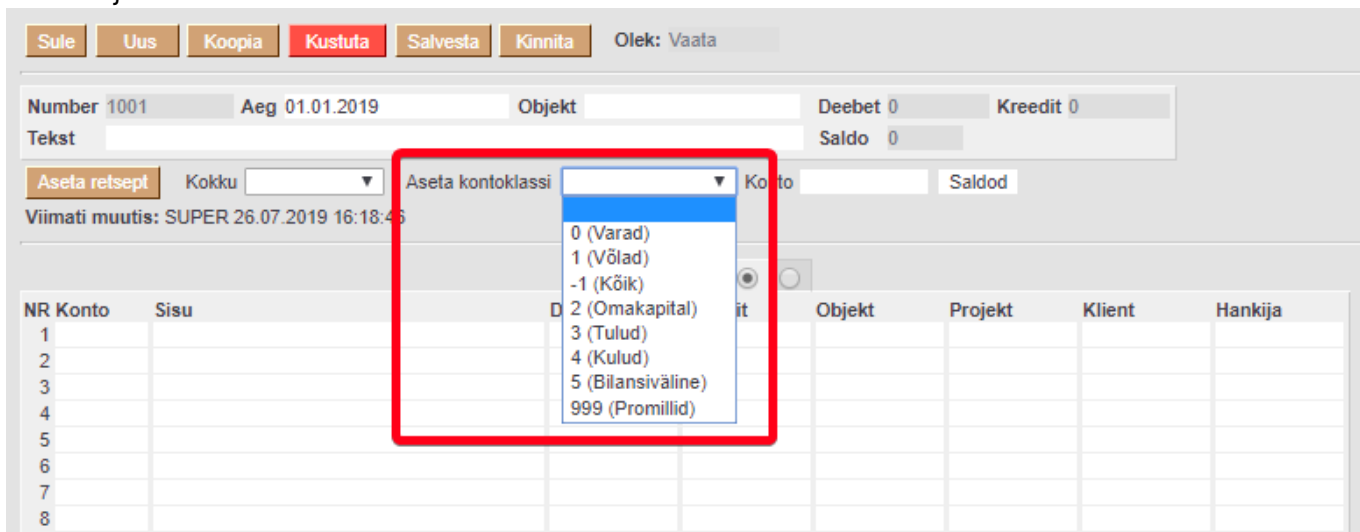 Sule Uus Koopia Kustuta Salvesta Kinnita Olek: Vaata
Number 1001 Aeg 01.01.2019 Objekt Deebet 0 Kreedit 0
Tekst Saldo 0
Aseta retsept Kokku Aseta kontoklassi Konto Saldod
Viimati muutis: SUPER 26.07.2019 16:18:46
0 (Varad)
1 (Võlad)
-1 (Kõik)
2 (Omakapital)
3 (Tulud)
4 (Kulud)
5 (Bilansiväline)
999 (Promillid)
NR Konto Sisu D it Objekt Projekt Klient Hankija
1
2
3
4
5
6
7
8